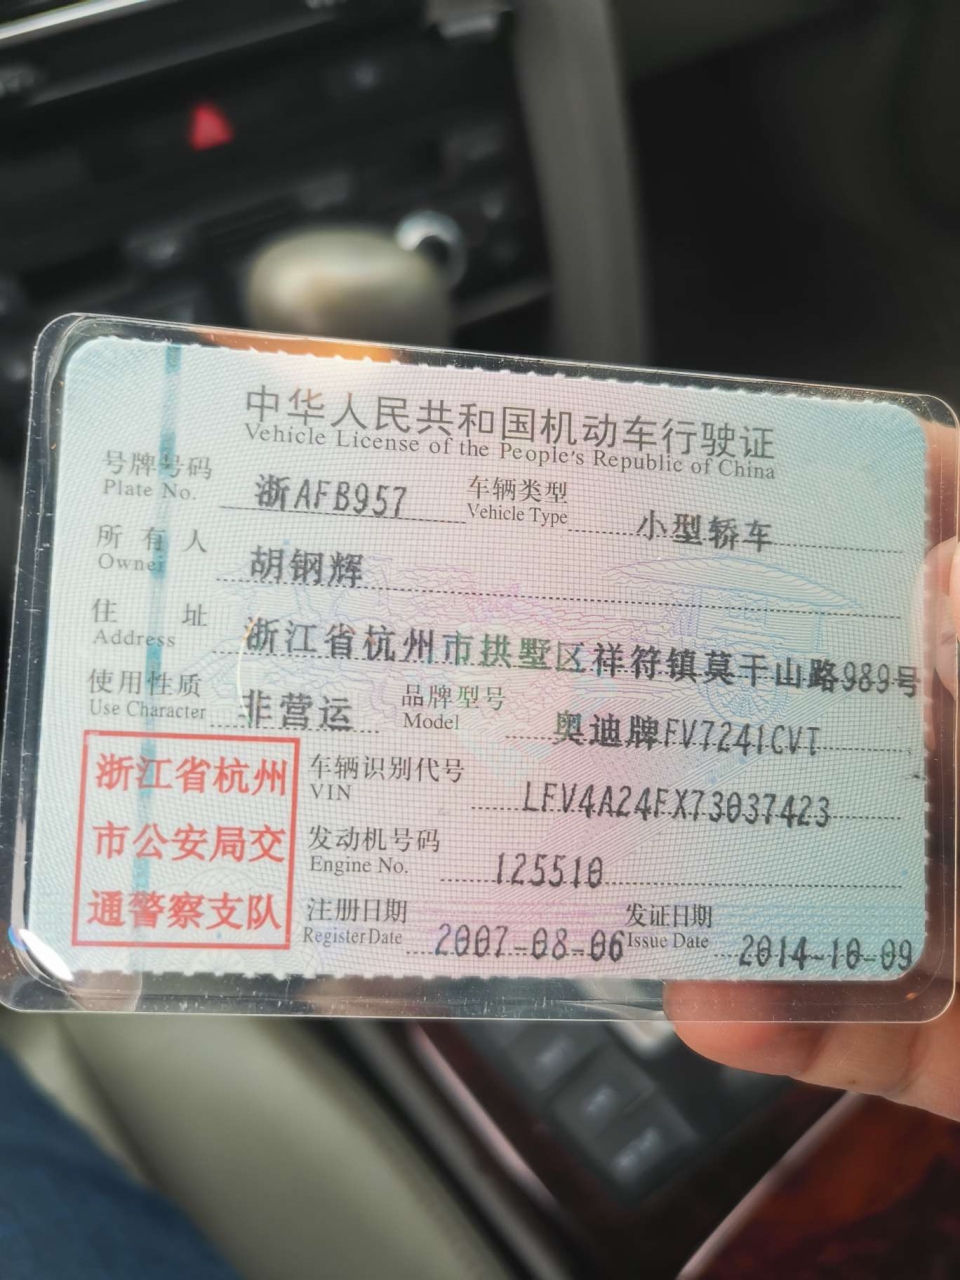 中华人民共和国机动车行驶证
Vehicle License of the People's Republic of China
号牌号码 浙AFB957 车辆类型 小型轿车
Plate No. Vehicle Type
所有人 胡钢辉
Owner
住址 浙江省杭州市拱墅区祥符镇莫干山路989号
Address
使用性质 非营运 品牌型号 奥迪牌FV7241CVT
Use Character Model
浙江省杭州
市公安局交
通警察支队
车辆识别代号 LFV4A24FX73037423
VIN
发动机号码 125510
Engine No.
注册日期 2007-08-06 发证日期 2014-10-09
Register Date Issue Date